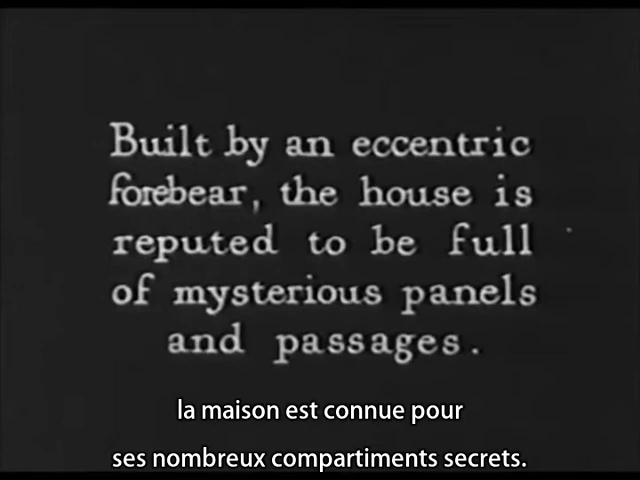 Built by an eccentric
forebear, the house is
reputed to be full
of mysterious panels
and passages.
la maison est connue pour
ses nombreux compartiments secrets.